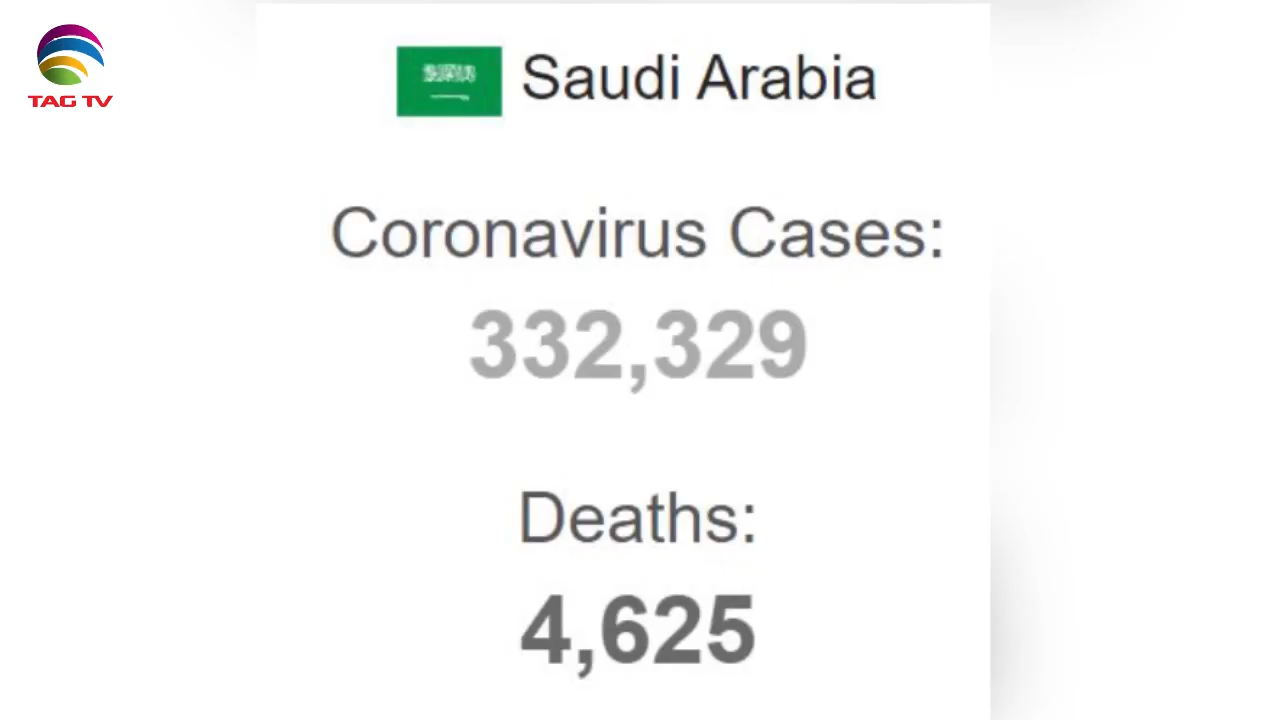 TAG TV
Saudi Arabia
Coronavirus Cases:
332,329
Deaths:
4,625